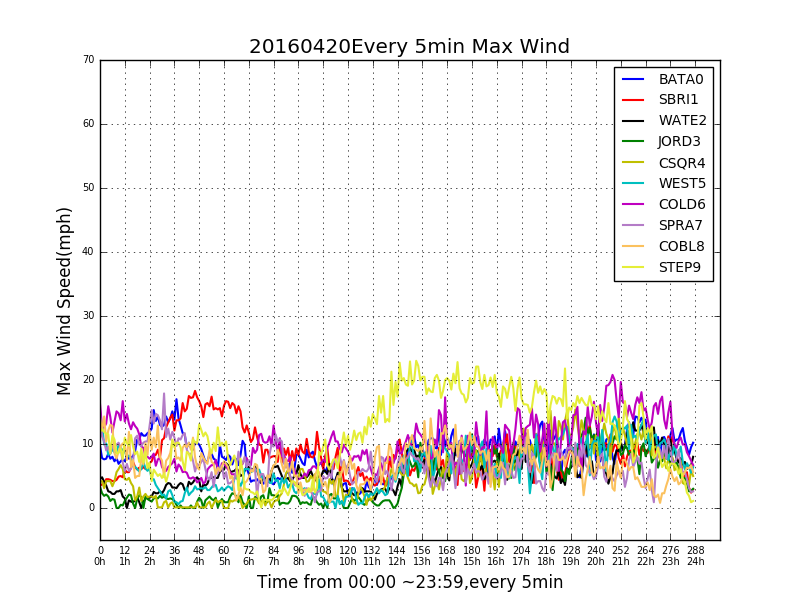 20160420Every 5min Max Wind
70
60
50
40
30
20
10
0
Max Wind Speed(mph)
BATA0
SBRI1
WATE2
JORD3
CSQR4
WEST5
COLD6
SPRA7
COBL8
STEP9
0 12 24 36 48 60 72 84 96 108 120 132 144 156 168 180 192 204 216 228 240 252 264 276 288
0h 1h 2h 3h 4h 5h 6h 7h 8h 9h 10h 11h 12h 13h 14h 15h 16h 17h 18h 19h 20h 21h 22h 23h 24h
Time from 00:00 ~23:59,every 5min